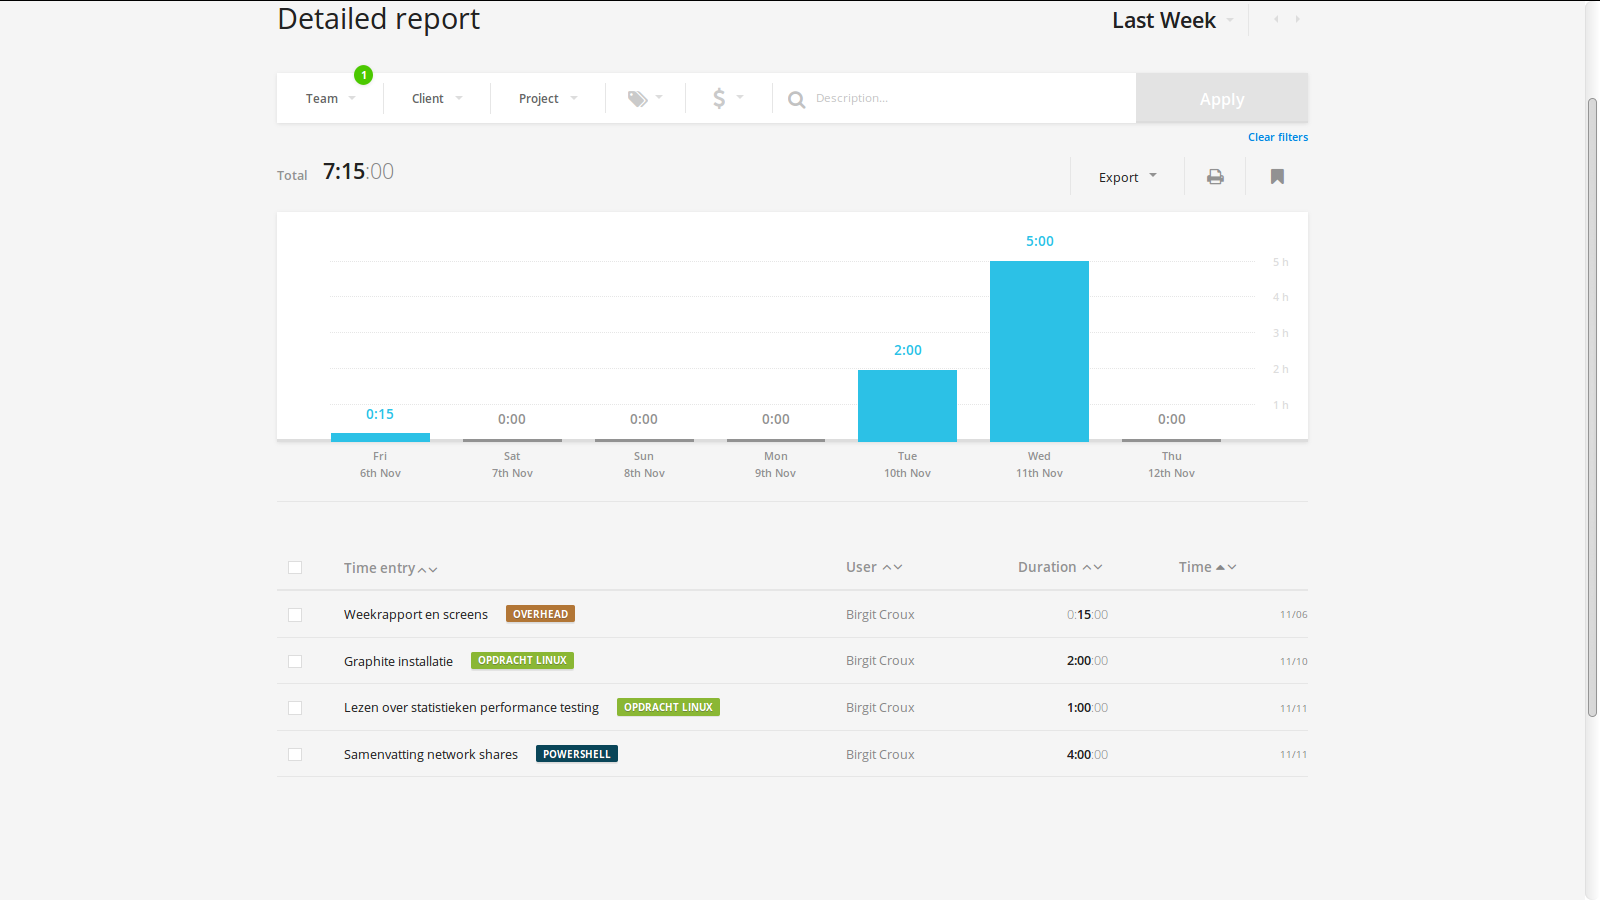 Detailed report
Last Week
1
Team Client Project $ Description... Apply
Clear filters
Total 7:15:00
Export
5:00
5 h
4 h
3 h
2:00
2 h
0:15 0:00 0:00 0:00 0:00
1 h
Fri Sat Sun Mon Tue Wed Thu
6th Nov 7th Nov 8th Nov 9th Nov 10th Nov 11th Nov 12th Nov
Time entry User Duration Time
Weekrapport en screens OVERHEAD Birgit Croux 0:15:00 11/06
Graphite installatie OPDRACHT LINUX Birgit Croux 2:00:00 11/10
Lezen over statistieken performance testing OPDRACHT LINUX Birgit Croux 1:00:00 11/11
Samenvatting network shares POWERSHELL Birgit Croux 4:00:00 11/11